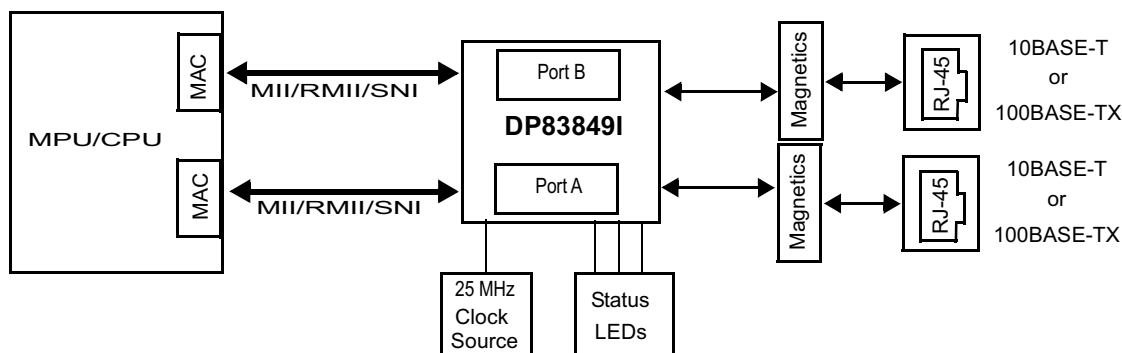 MPU/CPU
MAC
MII/RMII/SNI
MAC
MII/RMII/SNI
Port B
DP83849I
Port A
25 MHz
Clock
Source
Status
LEDs
Magnetics
RJ-45
10BASE-T
or
100BASE-TX
Magnetics
RJ-45
10BASE-T
or
100BASE-TX